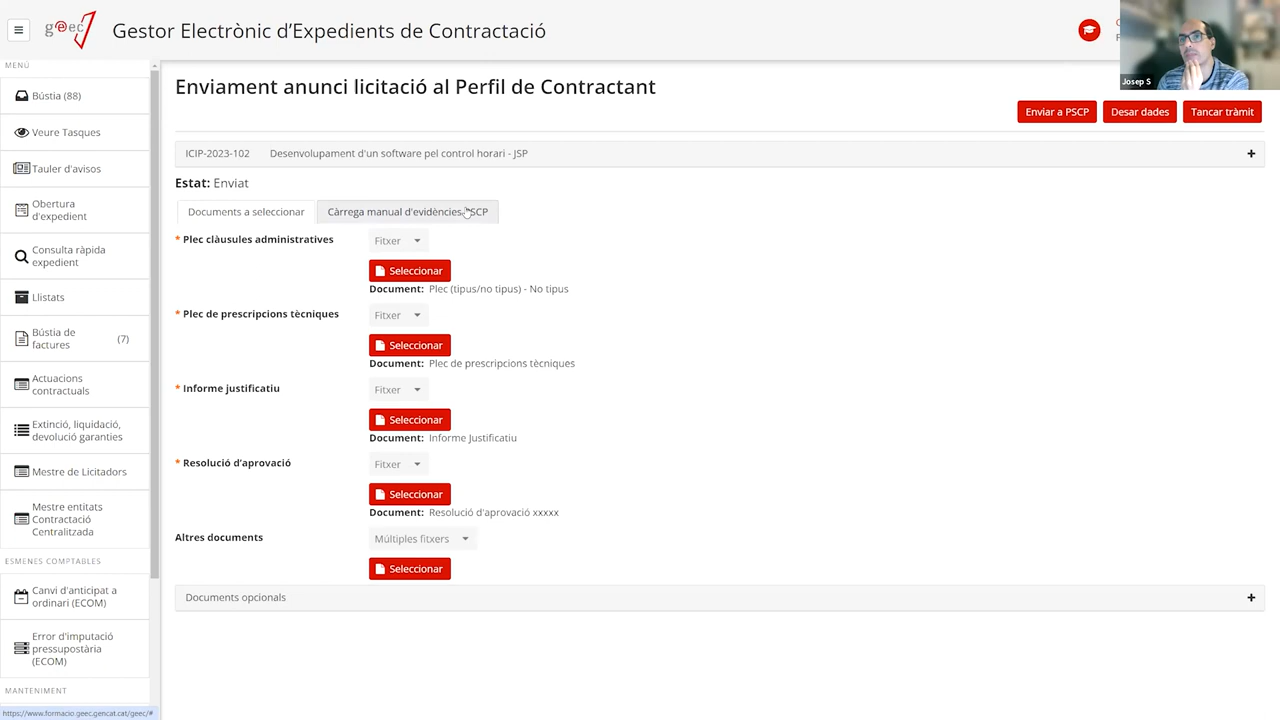 geec
Gestor Electrònic d'Expedients de Contractació
Josep S
MENÚ
Bústia (88)
Veure Tasques
Tauler d'avisos
Obertura
d'expedient
Consulta ràpida
expedient
Llistats
Bústia de
factures
(7)
Actuacions
contractuals
Extinció, liquidació,
devolució garanties
Mestre de Licitadors
Mestre entitats
Contractació
Centralitzada
ESMENES COMPTABLES
Canvi d'anticipat a
ordinari (ECOM)
Error d'imputació
pressupostària
(ECOM)
MANTENIMENT
https://www.formacio.geec.gencat.cat/geec/#
Enviament anunci licitació al Perfil de Contractant
Enviar a PSCP
Desar dades
Tancar tràmit
ICIP-2023-102 Desenvolupament d'un software pel control horari - JSP
Estat: Enviat
Documents a seleccionar
Càrrega manual d'evidències PSCP
* Plec clàusules administratives
Fitxer
Seleccionar
Document: Plec (tipus/no tipus) - No tipus
* Plec de prescripcions tècniques
Fitxer
Seleccionar
Document: Plec de prescripcions tècniques
* Informe justificatiu
Fitxer
Seleccionar
Document: Informe Justificatiu
* Resolució d'aprovació
Fitxer
Seleccionar
Document: Resolució d'aprovació xxxxx
Altres documents
Múltiples fitxers
Seleccionar
Documents opcionals